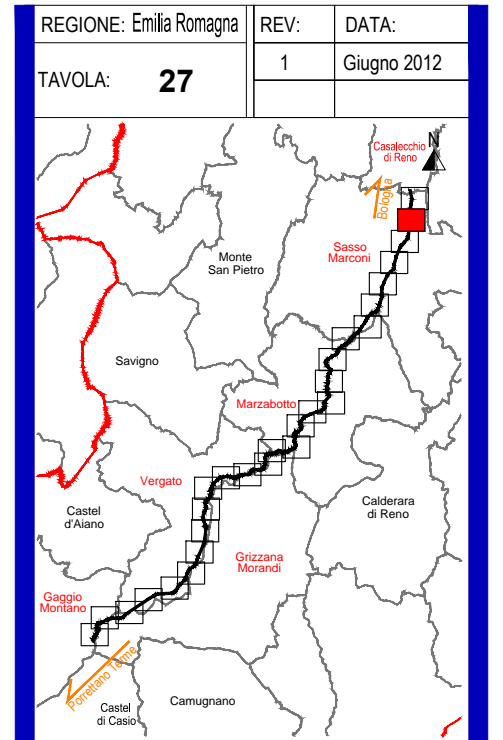 REGIONE: Emilia Romagna
REV:
DATA:
TAVOLA: 27
1
Giugno 2012
Casalecchio
di Reno
N
Bologna
Sasso
Marconi
Monte
San Pietro
Savigno
Marzabotto
Vergato
Castel
d'Aiano
Calderara
di Reno
Grizzana
Morandi
Gaggio
Montano
Porrettano Terme
Castel
di Casio
Camugnano